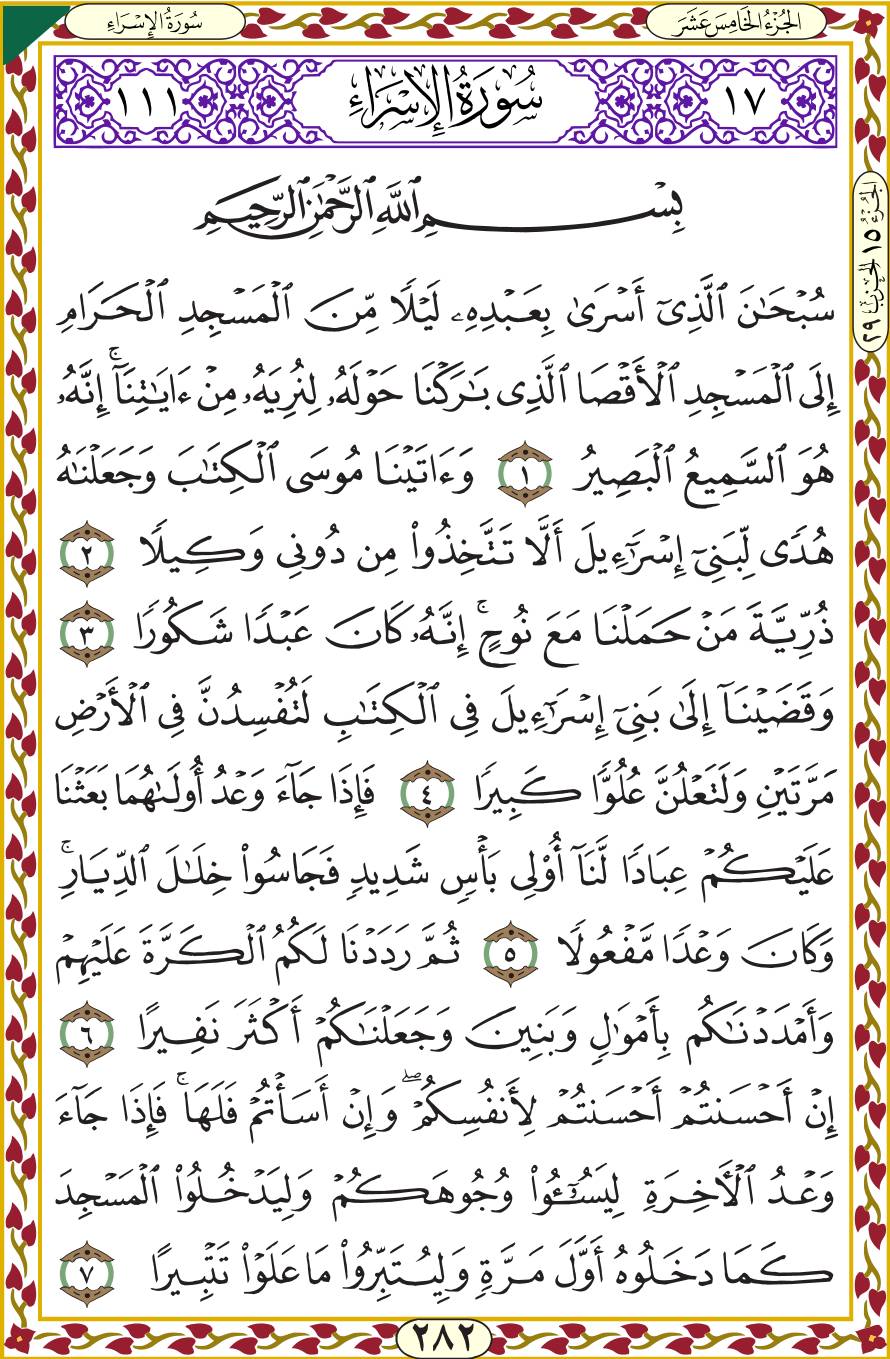 سُورَةُ الإِسْرَاءِ
الجُزْءُ الخَامِسَ عَشَرَ
١٧
سُورَةُ الإِسْرَاءِ
١١١
الجُزْءُ ١٥ الحِزْبُ ٢٩
بِسْمِ ٱللَّهِ ٱلرَّحْمَٰنِ ٱلرَّحِيمِ
سُبْحَٰنَ ٱلَّذِىٓ أَسْرَىٰ بِعَبْدِهِۦ لَيْلًا مِّنَ ٱلْمَسْجِدِ ٱلْحَرَامِ
إِلَى ٱلْمَسْجِدِ ٱلْأَقْصَا ٱلَّذِى بَٰرَكْنَا حَوْلَهُۥ لِنُرِيَهُۥ مِنْ ءَايَٰتِنَآ ۚ إِنَّهُۥ
هُوَ ٱلسَّمِيعُ ٱلْبَصِيرُ ١ وَءَاتَيْنَا مُوسَى ٱلْكِتَٰبَ وَجَعَلْنَٰهُ
هُدًى لِّبَنِىٓ إِسْرَٰٓءِيلَ أَلَّا تَتَّخِذُوا۟ مِن دُونِى وَكِيلًا ٢
ذُرِّيَّةَ مَنْ حَمَلْنَا مَعَ نُوحٍ ۚ إِنَّهُۥ كَانَ عَبْدًا شَكُورًا ٣
وَقَضَيْنَآ إِلَىٰ بَنِىٓ إِسْرَٰٓءِيلَ فِى ٱلْكِتَٰبِ لَتُفْسِدُنَّ فِى ٱلْأَرْضِ
مَرَّتَيْنِ وَلَتَعْلُنَّ عُلُوًّا كَبِيرًا ٤ فَإِذَا جَآءَ وَعْدُ أُولَىٰهُمَا بَعَثْنَا
عَلَيْكُمْ عِبَادًا لَّنَآ أُو۟لِى بَأْسٍ شَدِيدٍ فَجَاسُوا۟ خِلَٰلَ ٱلدِّيَارِ ۚ
وَكَانَ وَعْدًا مَّفْعُولًا ٥ ثُمَّ رَدَدْنَا لَكُمُ ٱلْكَرَّةَ عَلَيْهِمْ
وَأَمْدَدْنَٰكُم بِأَمْوَٰلٍ وَبَنِينَ وَجَعَلْنَٰكُمْ أَكْثَرَ نَفِيرًا ٦
إِنْ أَحْسَنتُمْ أَحْسَنتُمْ لِأَنفُسِكُمْ ۖ وَإِنْ أَسَأْتُمْ فَلَهَا ۚ فَإِذَا جَآءَ
وَعْدُ ٱلْءَاخِرَةِ لِيَسُۥٓـُٔوا۟ وُجُوهَكُمْ وَلِيَدْخُلُوا۟ ٱلْمَسْجِدَ
كَمَا دَخَلُوهُ أَوَّلَ مَرَّةٍ وَلِيُتَبِّرُوا۟ مَا عَلَوْا۟ تَتْبِيرًا ٧
٢٨٢